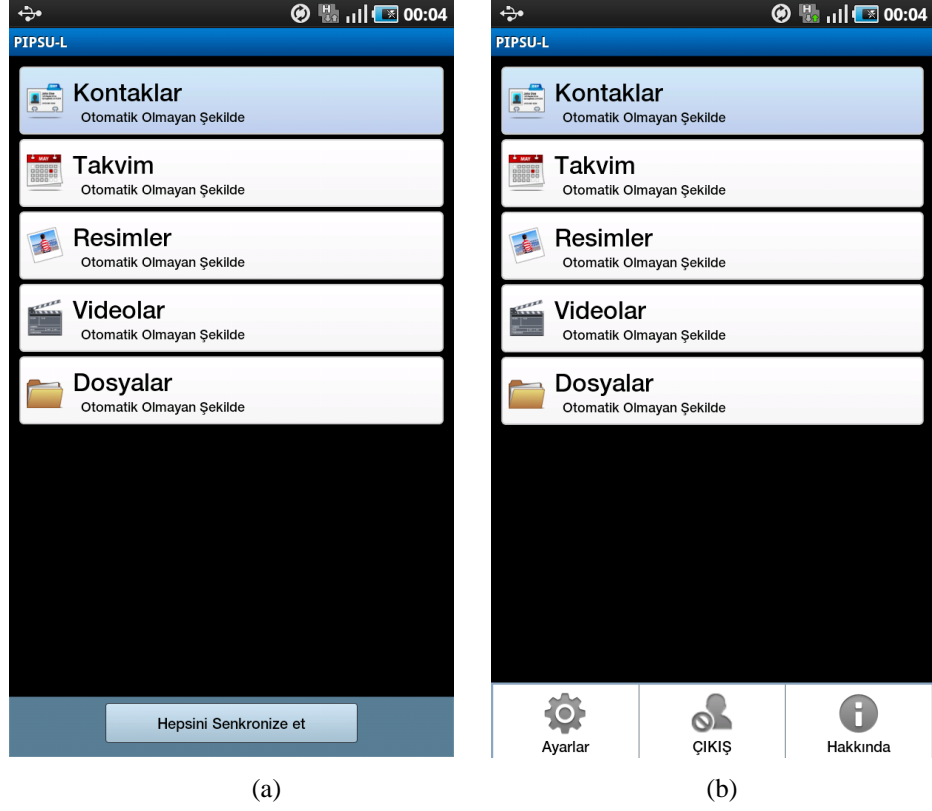 00:04
PIPSU-L
Kontaklar
Otomatik Olmayan Şekilde
Takvim
Otomatik Olmayan Şekilde
Resimler
Otomatik Olmayan Şekilde
Videolar
Otomatik Olmayan Şekilde
Dosyalar
Otomatik Olmayan Şekilde
Hepsini Senkronize et
(a)
H
00:04
PIPSU-L
Kontaklar
Otomatik Olmayan Şekilde
Takvim
Otomatik Olmayan Şekilde
Resimler
Otomatik Olmayan Şekilde
Videolar
Otomatik Olmayan Şekilde
Dosyalar
Otomatik Olmayan Şekilde
Ayarlar ÇIKIŞ Hakkında
(b)